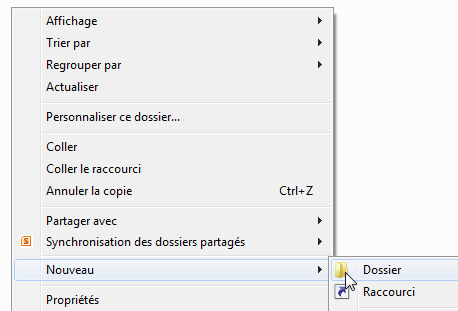 Affichage
Trier par
Regrouper par
Actualiser
Personnaliser ce dossier...
Coller
Coller le raccourci
Annuler la copie Ctrl+Z
Partager avec
S Synchronisation des dossiers partagés
Nouveau Dossier
Raccourci
Propriétés